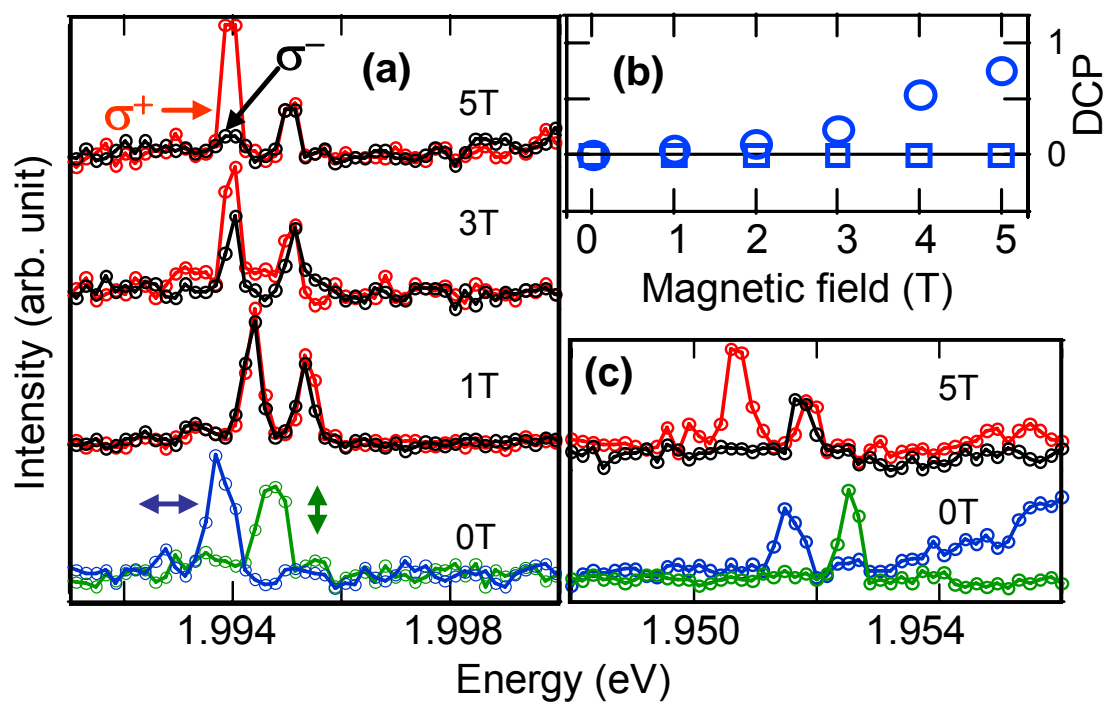 (a)
σ⁻
σ⁺
5T
3T
1T
0T
Intensity (arb. unit)
1.994
1.998
(b)
1
0
DCP
0 1 2 3 4 5
Magnetic field (T)
(c)
5T
0T
1.950
1.954
Energy (eV)